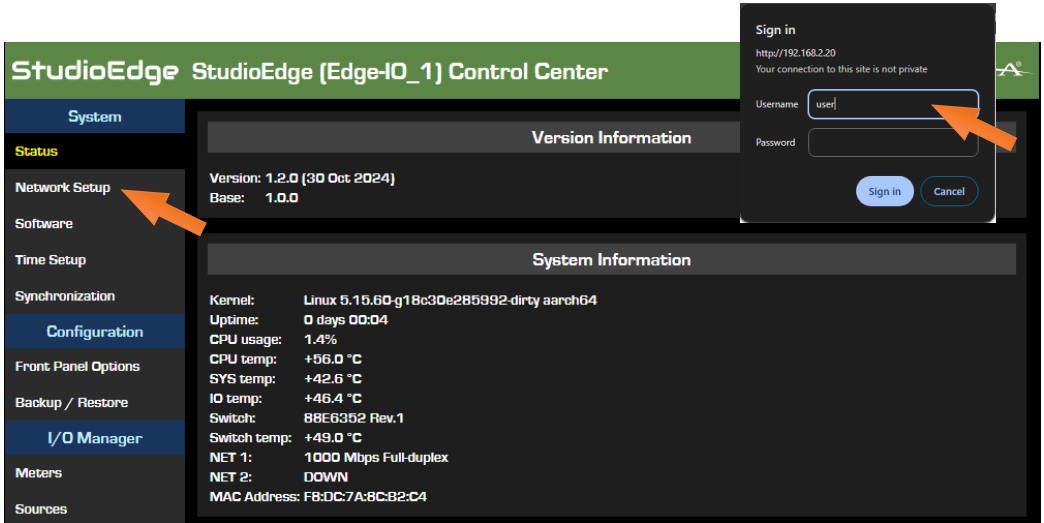 StudioEdge
StudioEdge (Edge-IO_1) Control Center
A®
Sign in
http://192.168.2.20
Your connection to this site is not private
Username
user
Password
Sign in
Cancel
System
Status
Network Setup
Software
Time Setup
Synchronization
Configuration
Front Panel Options
Backup / Restore
I/O Manager
Meters
Sources
Version Information
Version: 1.2.0 (30 Oct 2024)
Base: 1.0.0
System Information
Kernel: Linux 5.15.60-g18c30e285992-dirty aarch64
Uptime: 0 days 00:04
CPU usage: 1.4%
CPU temp: +56.0 °C
SYS temp: +42.6 °C
IO temp: +46.4 °C
Switch: 88E6352 Rev.1
Switch temp: +49.0 °C
NET 1: 1000 Mbps Full-duplex
NET 2: DOWN
MAC Address: F8:DC:7A:8C:B2:C4